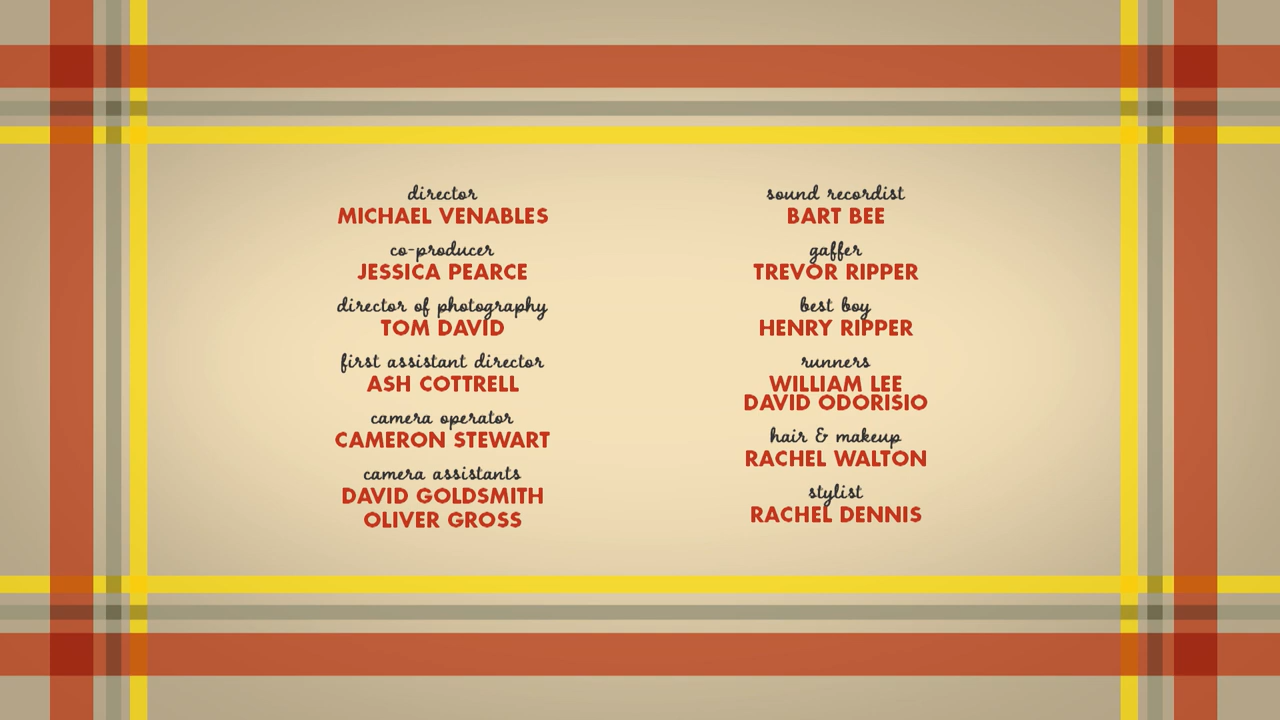 director
MICHAEL VENABLES
co-producer
JESSICA PEARCE
director of photography
TOM DAVID
first assistant director
ASH COTTRELL
camera operator
CAMERON STEWART
camera assistants
DAVID GOLDSMITH
OLIVER GROSS
sound recordist
BART BEE
gaffer
TREVOR RIPPER
best boy
HENRY RIPPER
runners
WILLIAM LEE
DAVID ODORISIO
hair & makeup
RACHEL WALTON
stylist
RACHEL DENNIS